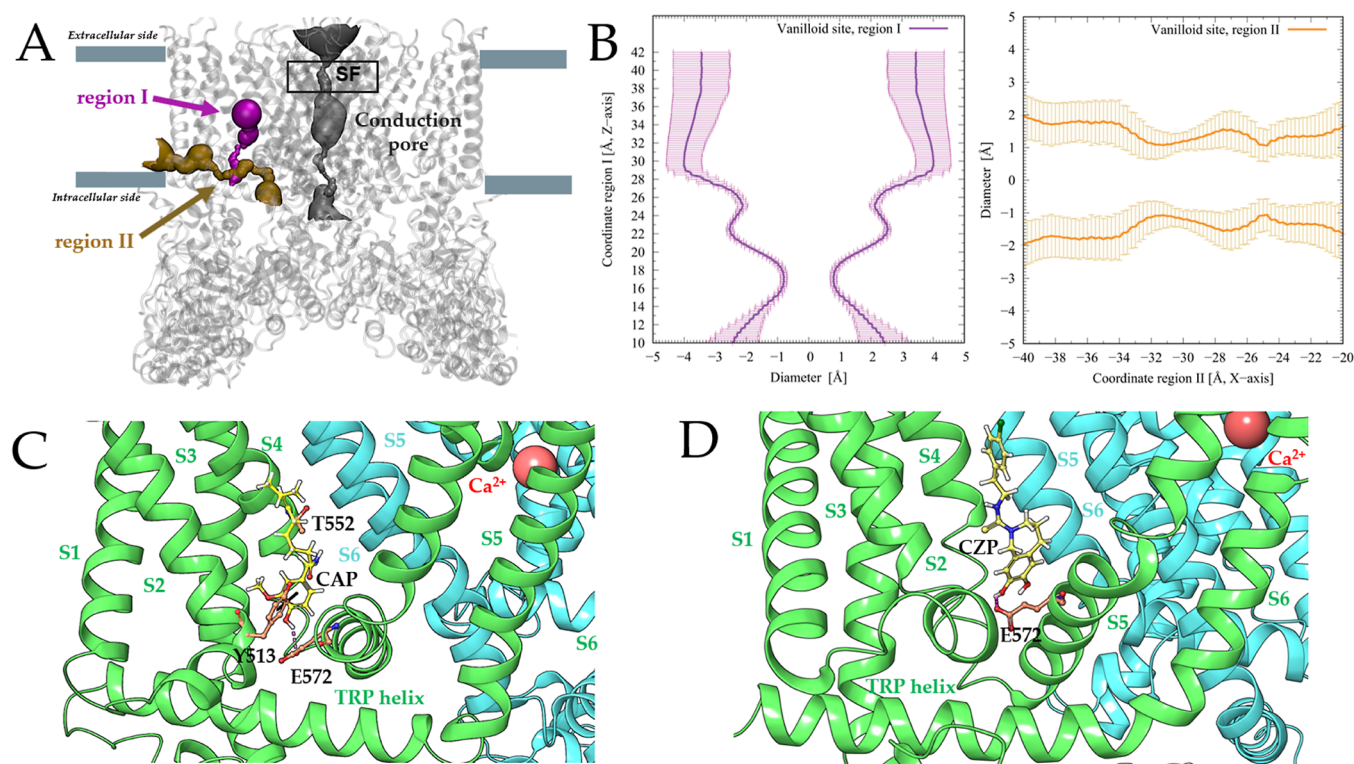 A
Extracellular side
SF
region I
Conduction
pore
Intracellular side
region II
B
Vanilloid site, region I
Coordinate region I [Å, Z−axis]
42
40
38
36
34
32
30
28
26
24
22
20
18
16
14
12
10
−5 −4 −3 −2 −1 0 1 2 3 4 5
Diameter [Å]
Vanilloid site, region II
Diameter [Å]
5
4
3
2
1
0
−1
−2
−3
−4
−5
−40 −38 −36 −34 −32 −30 −28 −26 −24 −22 −20
Coordinate region II [Å, X−axis]
C
S3
S4
S5
Ca2+
T552
S1
S2
S6
S5
CAP
Y513
E572
S6
TRP helix
D
S4
S5
Ca2+
S3
S6
S1
CZP
S2
S6
E572
S5
TRP helix